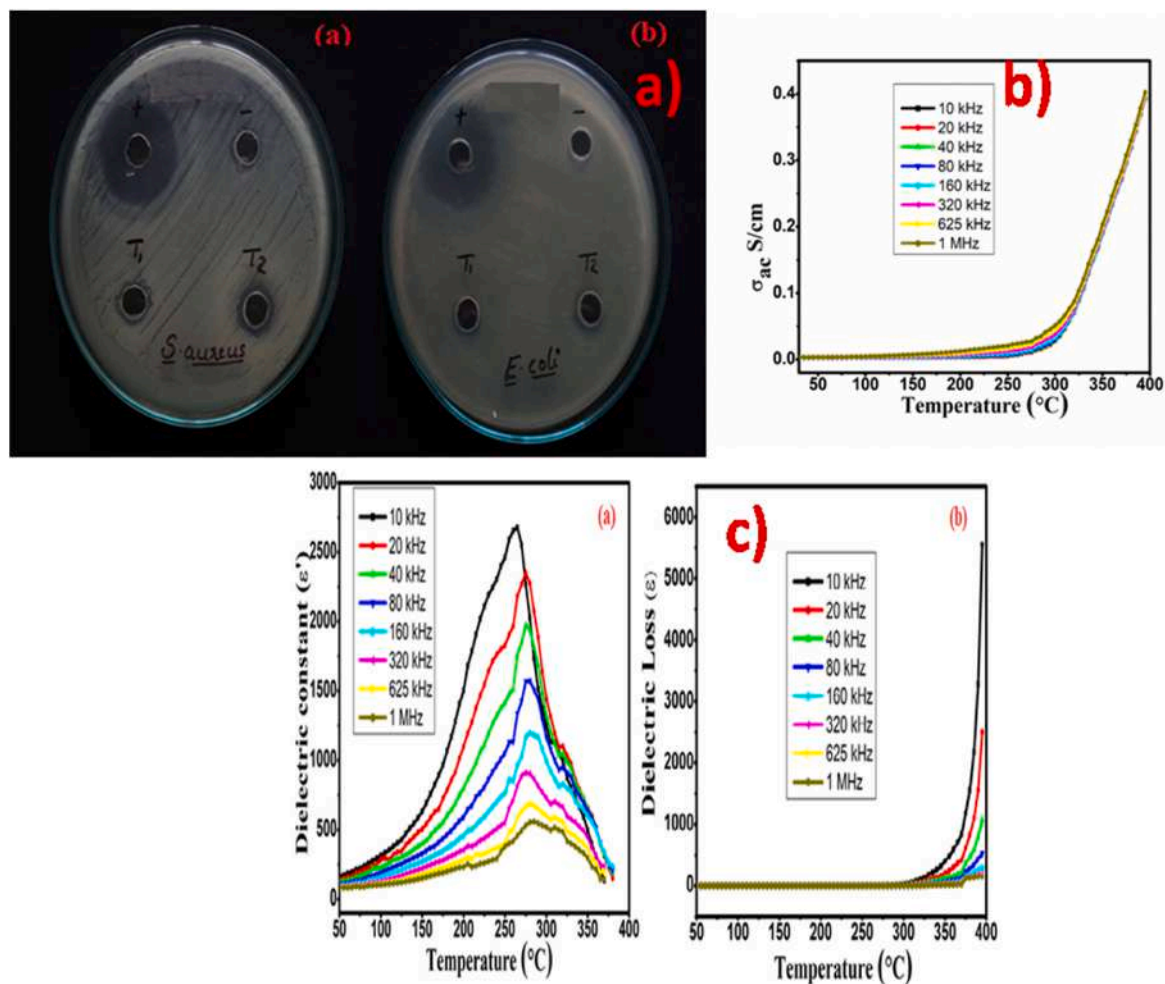 (a)
+
-
T1
T2
S. aureus
(b)
a)
+
-
T1
T2
E. coli
b)
10 kHz
20 kHz
40 kHz
80 kHz
160 kHz
320 kHz
625 kHz
1 MHz
σac S/cm
0.4
0.3
0.2
0.1
0.0
50 100 150 200 250 300 350 400
Temperature (°C)
(a)
10 kHz
20 kHz
40 kHz
80 kHz
160 kHz
320 kHz
625 kHz
1 MHz
Dielectric constant (ε')
3000
2500
2000
1500
1000
500
0
50 100 150 200 250 300 350 400
Temperature (°C)
c)
(b)
10 kHz
20 kHz
40 kHz
80 kHz
160 kHz
320 kHz
625 kHz
1 MHz
Dielectric Loss (ε)
6000
5000
4000
3000
2000
1000
0
50 100 150 200 250 300 350 400
Temperature (°C)